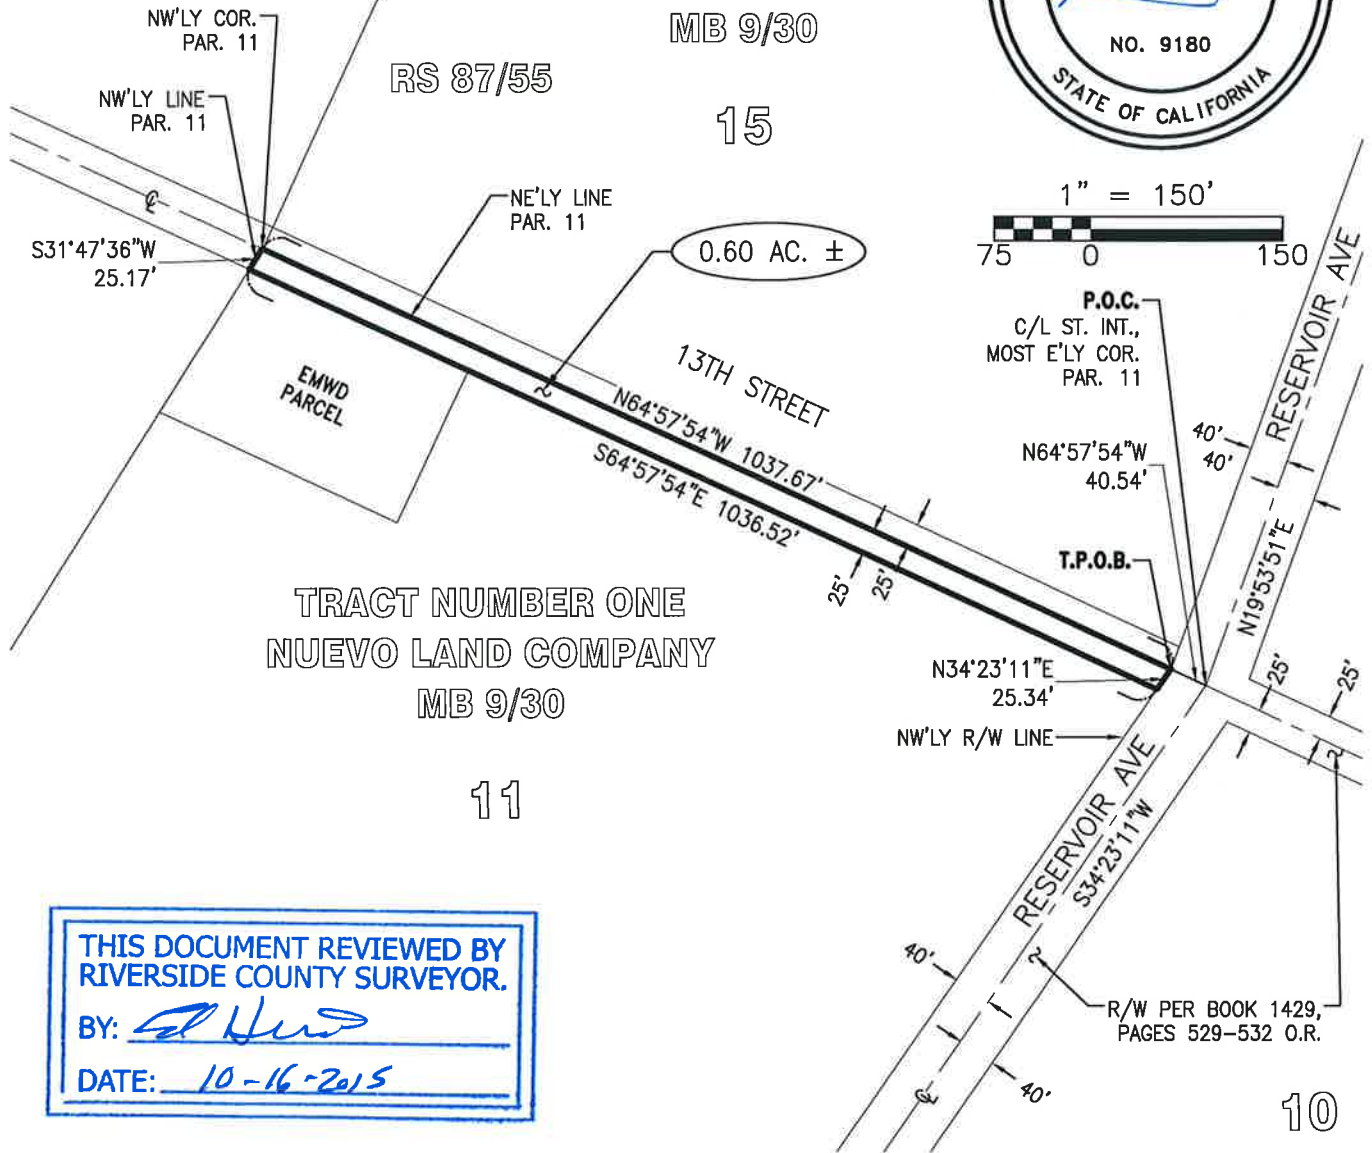 NW'LY COR.
PAR. 11
MB 9/30
NO. 9180
STATE OF CALIFORNIA
RS 87/55
NW'LY LINE
PAR. 11
15
1" = 150'
75 0 150
NE'LY LINE
PAR. 11
0.60 AC. ±
S31°47'36"W
25.17'
℄
P.O.C.
C/L ST. INT.,
MOST E'LY COR.
PAR. 11
RESERVOIR AVE
13TH STREET
EMWD
PARCEL
N64°57'54"W 1037.67'
S64°57'54"E 1036.52'
40'
40'
N64°57'54"W
40.54'
N19°53'51"E
T.P.O.B.
25'
25'
TRACT NUMBER ONE
NUEVO LAND COMPANY
MB 9/30
N34°23'11"E
25.34'
25'
25'
NW'LY R/W LINE
11
RESERVOIR AVE
S34°23'11"W
THIS DOCUMENT REVIEWED BY
RIVERSIDE COUNTY SURVEYOR.
BY:
DATE: 10-16-2015
40'
R/W PER BOOK 1429,
PAGES 529-532 O.R.
40'
℄
10